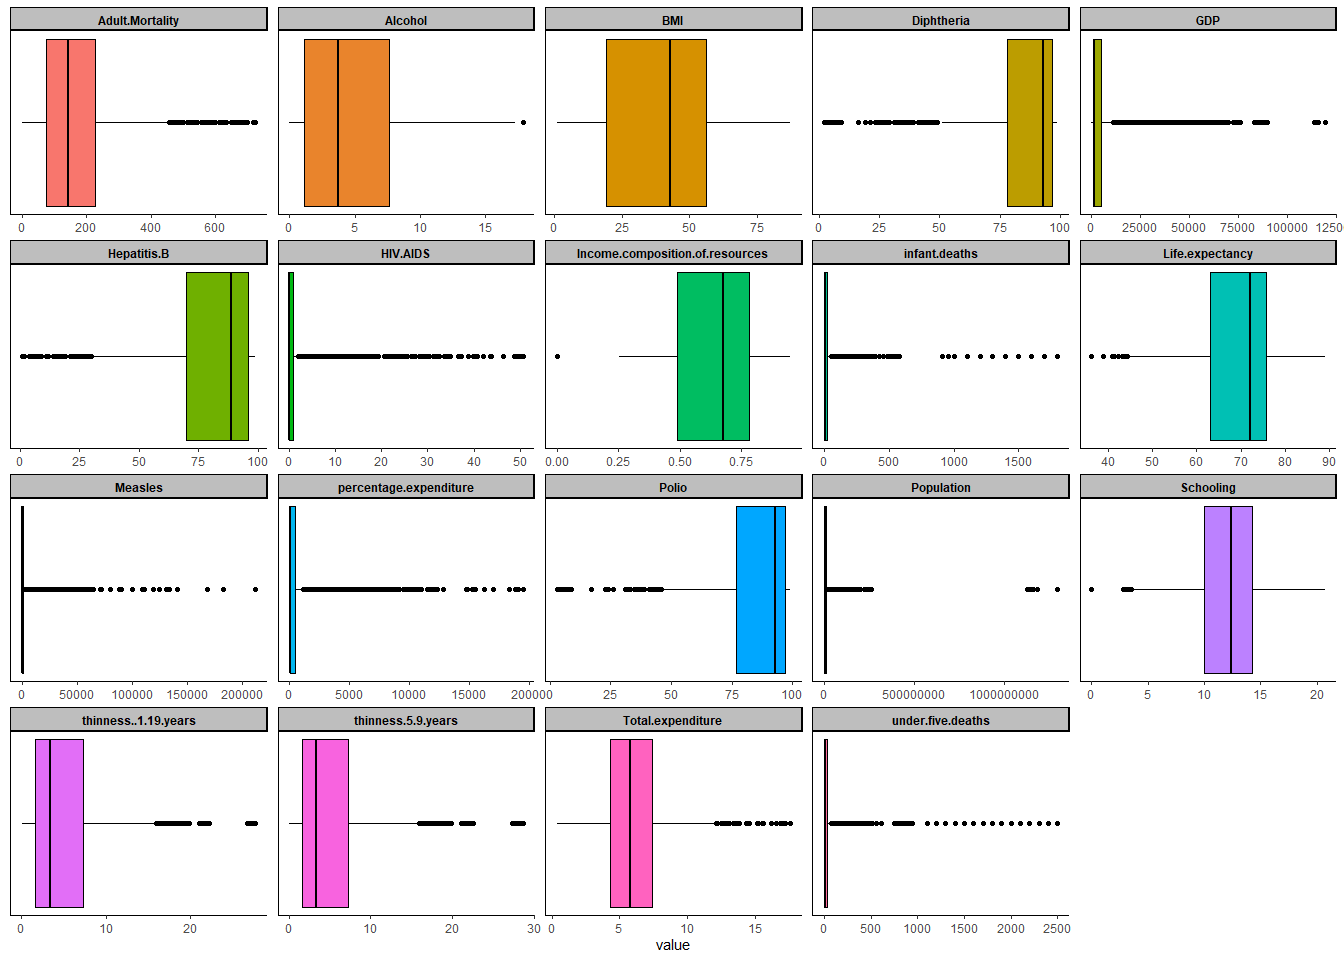 Adult.Mortality Alcohol BMI Diphtheria GDP
0 200 400 600 0 5 10 15 0 25 50 75 0 50 100 0 25000 50000 75000 100000 1250
Hepatitis.B HIV.AIDS Income.composition.of.resources infant.deaths Life.expectancy
0 25 50 75 100 0 10 20 30 40 50 0.00 0.25 0.50 0.75 0 500 1000 1500 40 50 60 70 80 90
Measles percentage.expenditure Polio Population Schooling
0 50000 100000 150000 200000 0 5000 10000 15000 20000 25 50 75 100 0 500000000 1000000000 0 5 10 15 20
thinness..1.19.years thinness.5.9.years Total.expenditure under.five.deaths
0 10 20 0 10 20 30 0 5 10 15 0 500 1000 1500 2000 2500
value